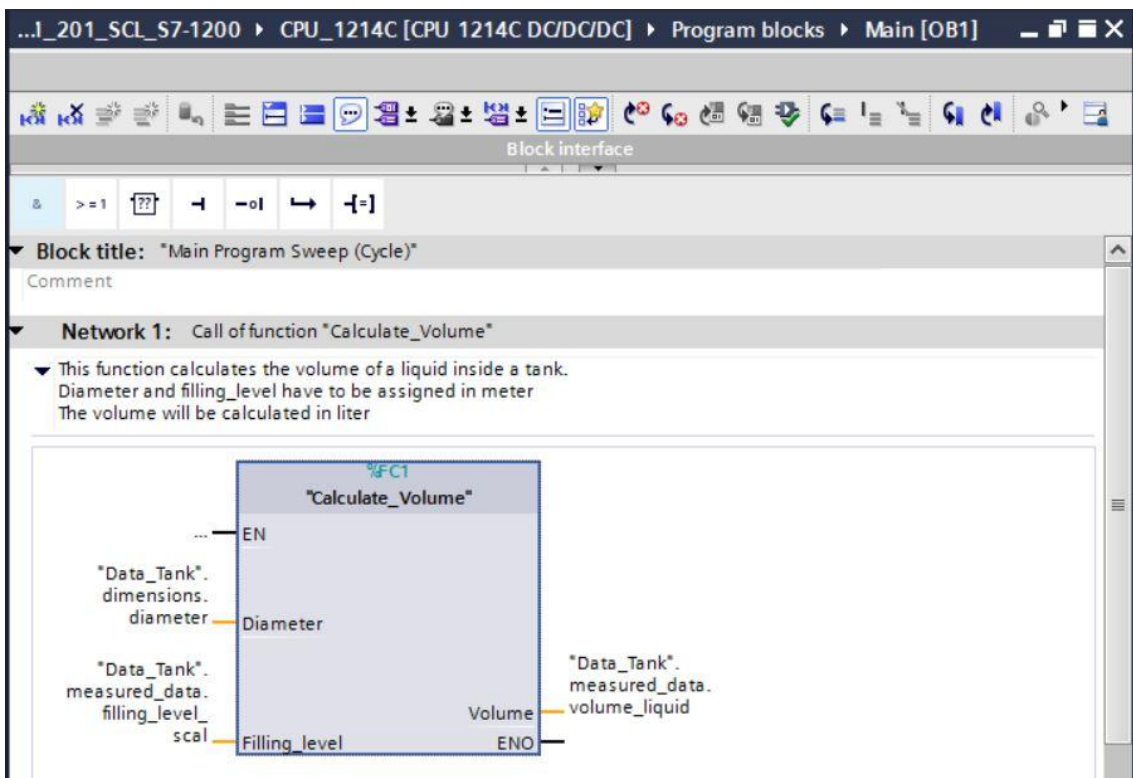 ...I_201_SCL_S7-1200 ▸ CPU_1214C [CPU 1214C DC/DC/DC] ▸ Program blocks ▸ Main [OB1]
Block interface
& >=1 ?? -| -o| -[=]
Block title: "Main Program Sweep (Cycle)"
Comment
Network 1: Call of function "Calculate_Volume"
This function calculates the volume of a liquid inside a tank.
Diameter and filling_level have to be assigned in meter
The volume will be calculated in liter
%FC1
"Calculate_Volume"
... EN
"Data_Tank".
dimensions.
diameter Diameter
"Data_Tank".
measured_data.
filling_level_
scal Filling_level
"Data_Tank".
measured_data.
volume_liquid
Volume
ENO